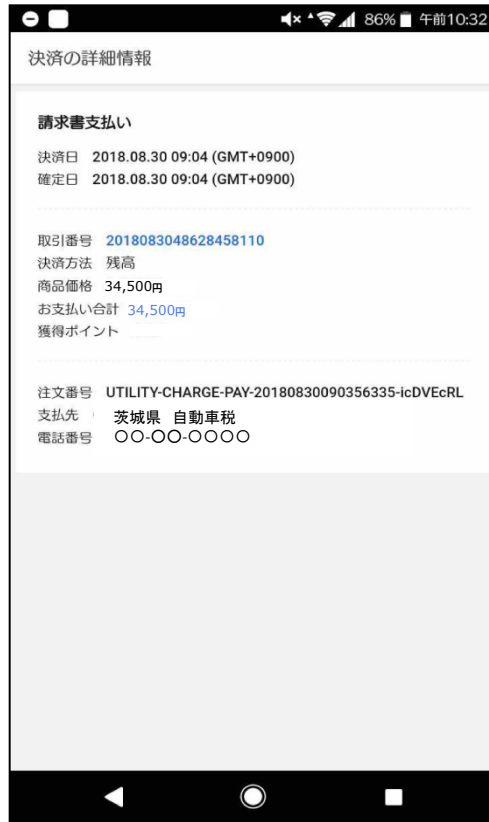 86% 午前10:32
決済の詳細情報
請求書支払い
決済日 2018.08.30 09:04 (GMT+0900)
確定日 2018.08.30 09:04 (GMT+0900)
取引番号 2018083048628458110
決済方法 残高
商品価格 34,500円
お支払い合計 34,500円
獲得ポイント
注文番号 UTILITY-CHARGE-PAY-20180830090356335-icDVEcRL
支払先 茨城県 自動車税
電話番号 〇〇-〇〇-〇〇〇〇